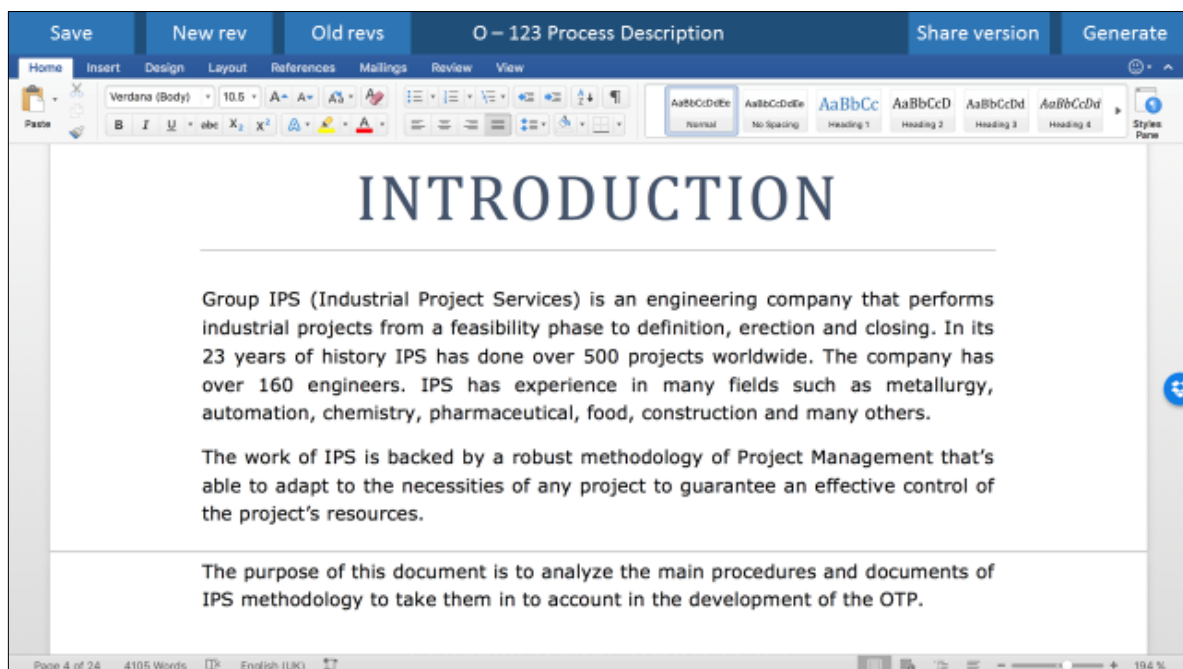 Save New rev Old revs O – 123 Process Description Share version Generate
Home Insert Design Layout References Mailings Review View
Paste Verdana (Body) 10.5 A A A
AaBbCcDdEe AaBbCcDdEe AaBbCc AaBbCcD AaBbCcDd AaBbCcDd
B I U abc X₂ X² A A
Normal No Spacing Heading 1 Heading 2 Heading 3 Heading 4 Styles Pane
INTRODUCTION
Group IPS (Industrial Project Services) is an engineering company that performs
industrial projects from a feasibility phase to definition, erection and closing. In its
23 years of history IPS has done over 500 projects worldwide. The company has
over 160 engineers. IPS has experience in many fields such as metallurgy,
automation, chemistry, pharmaceutical, food, construction and many others.
The work of IPS is backed by a robust methodology of Project Management that’s
able to adapt to the necessities of any project to guarantee an effective control of
the project’s resources.
The purpose of this document is to analyze the main procedures and documents of
IPS methodology to take them in to account in the development of the OTP.
Page 4 of 24 4105 Words English (UK) 194 %